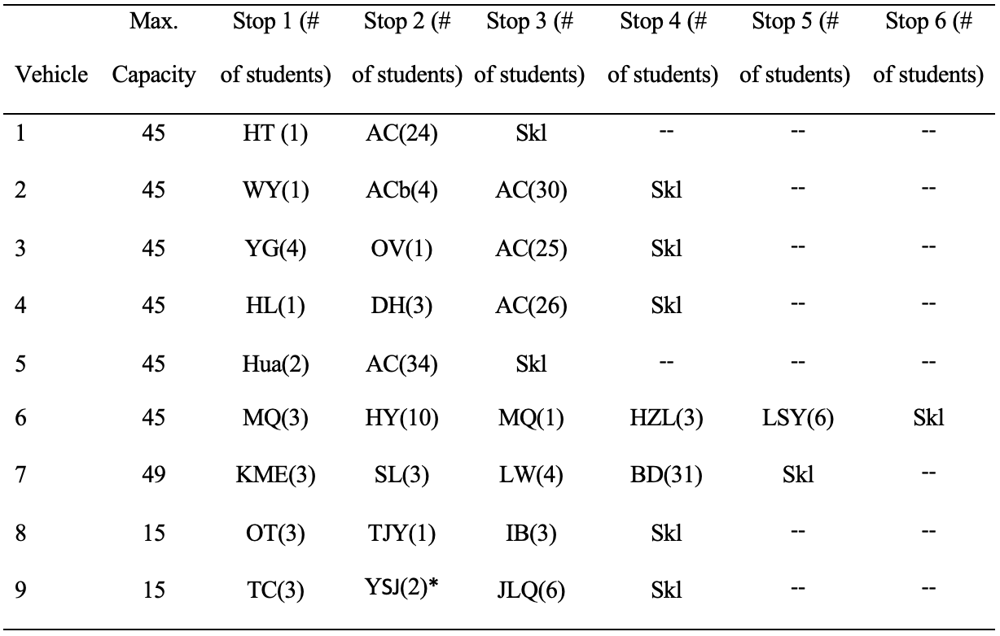 Max. Stop 1 (# Stop 2 (# Stop 3 (# Stop 4 (# Stop 5 (# Stop 6 (#
Vehicle Capacity of students) of students) of students) of students) of students) of students)
1 45 HT (1) AC(24) Skl -- -- --
2 45 WY(1) ACb(4) AC(30) Skl -- --
3 45 YG(4) OV(1) AC(25) Skl -- --
4 45 HL(1) DH(3) AC(26) Skl -- --
5 45 Hua(2) AC(34) Skl -- -- --
6 45 MQ(3) HY(10) MQ(1) HZL(3) LSY(6) Skl
7 49 KME(3) SL(3) LW(4) BD(31) Skl --
8 15 OT(3) TJY(1) IB(3) Skl -- --
9 15 TC(3) YSJ(2)* JLQ(6) Skl -- --